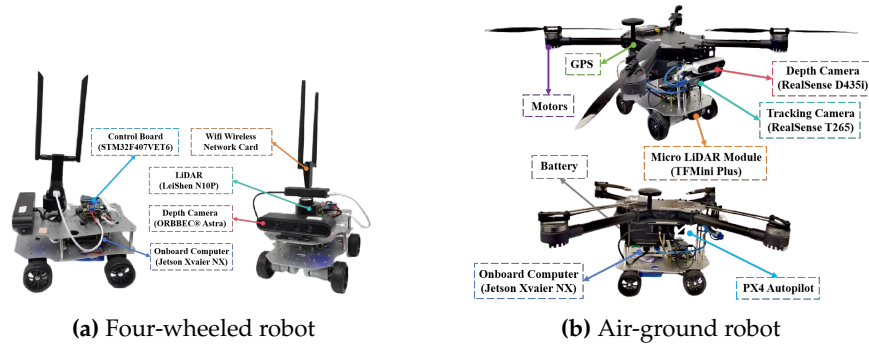 Control Board
(STM32F407VET6)
Wifi Wireless
Network Card
LiDAR
(LeiShen N10P)
Depth Camera
(ORBBEC® Astra)
Onboard Computer
(Jetson Xvaier NX)
(a) Four-wheeled robot
GPS
Motors
Depth Camera
(RealSense D435i)
Tracking Camera
(RealSense T265)
Micro LiDAR Module
(TFMini Plus)
Battery
Onboard Computer
(Jetson Xvaier NX)
PX4 Autopilot
(b) Air-ground robot